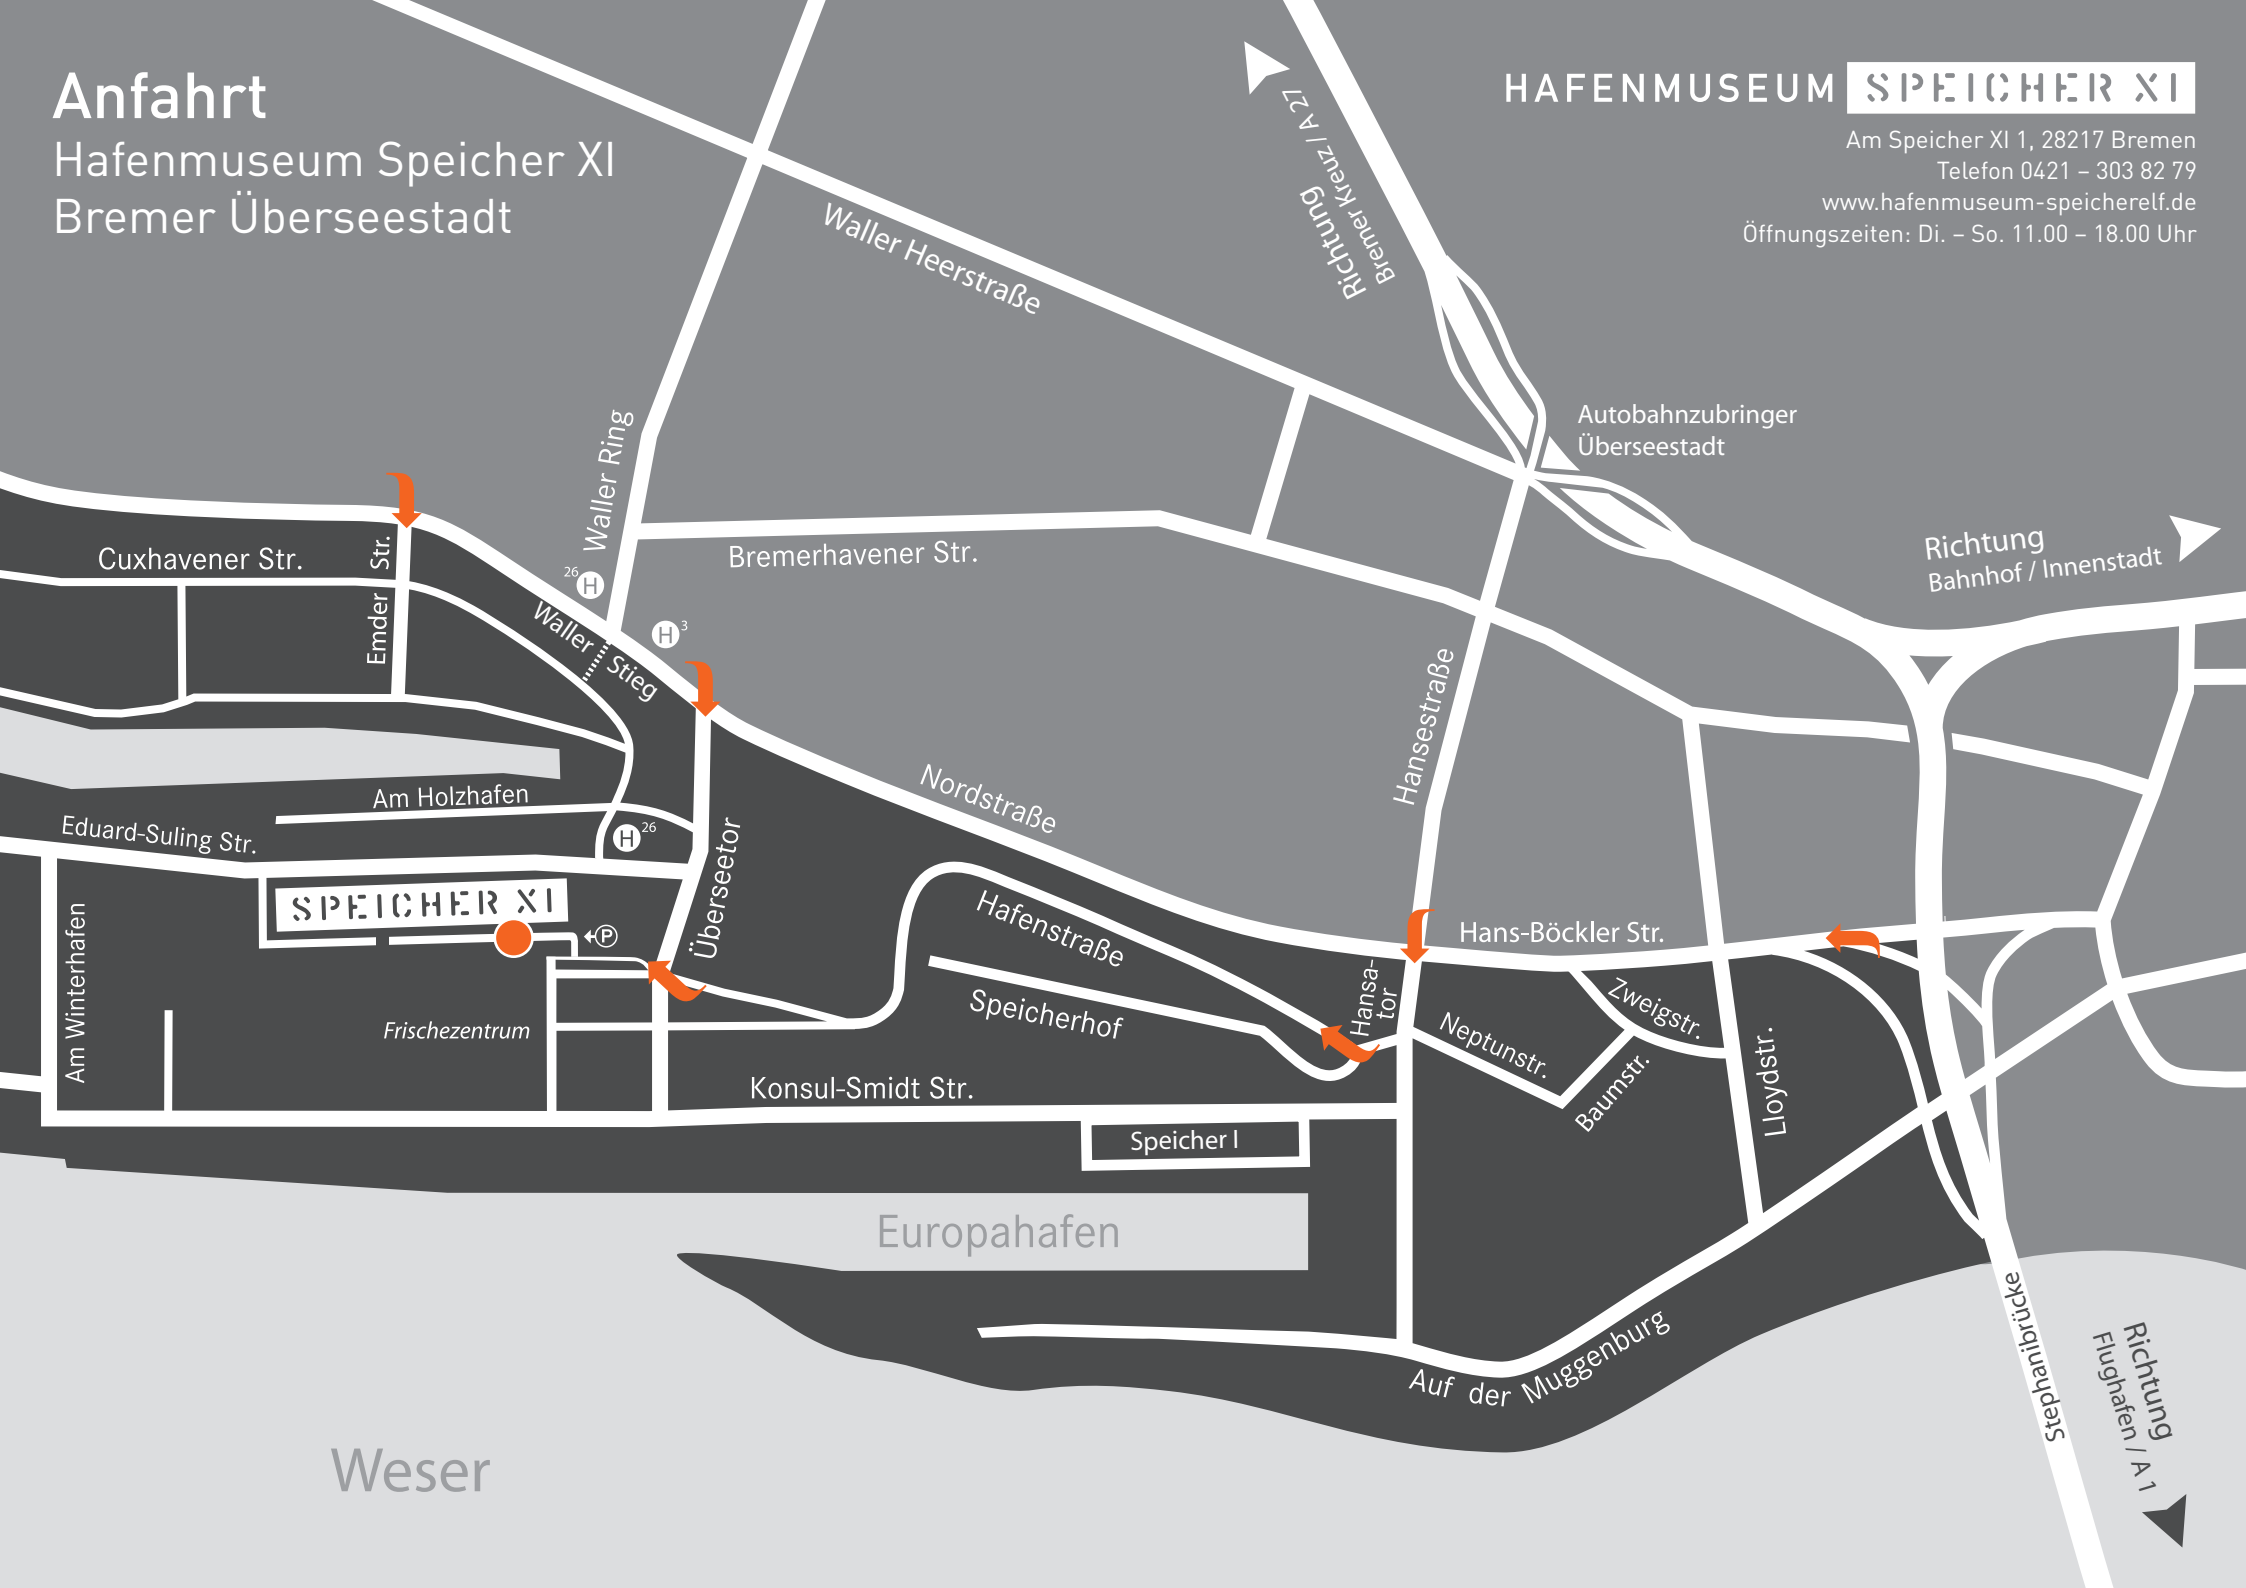 Anfahrt
Hafenmuseum Speicher XI
Bremer Überseestadt
HAFENMUSEUM SPEICHER XI
Am Speicher XI 1, 28217 Bremen
Telefon 0421 – 303 82 79
www.hafenmuseum-speicherelf.de
Öffnungszeiten: Di. – So. 11.00 – 18.00 Uhr
Richtung
Bremer Kreuz / A 27
Waller Heerstraße
Autobahnzubringer
Überseestadt
Waller Ring
Richtung
Bahnhof / Innenstadt
Cuxhavener Str.
Emder Str.
Bremerhavener Str.
26 H
H 3
Waller Stieg
Hansestraße
Nordstraße
Am Holzhafen
Eduard-Suling Str.
H 26
Überseetor
SPEICHER XI
P
Hafenstraße
Hans-Böckler Str.
Am Winterhafen
Speicherhof
Hansa-
tor
Zweigstr.
Neptunstr.
Frischezentrum
Baumstr.
Lloydstr.
Konsul-Smidt Str.
Speicher I
Europahafen
Auf der Muggenburg
Stephanibrücke
Richtung
Flughafen / A 1
Weser